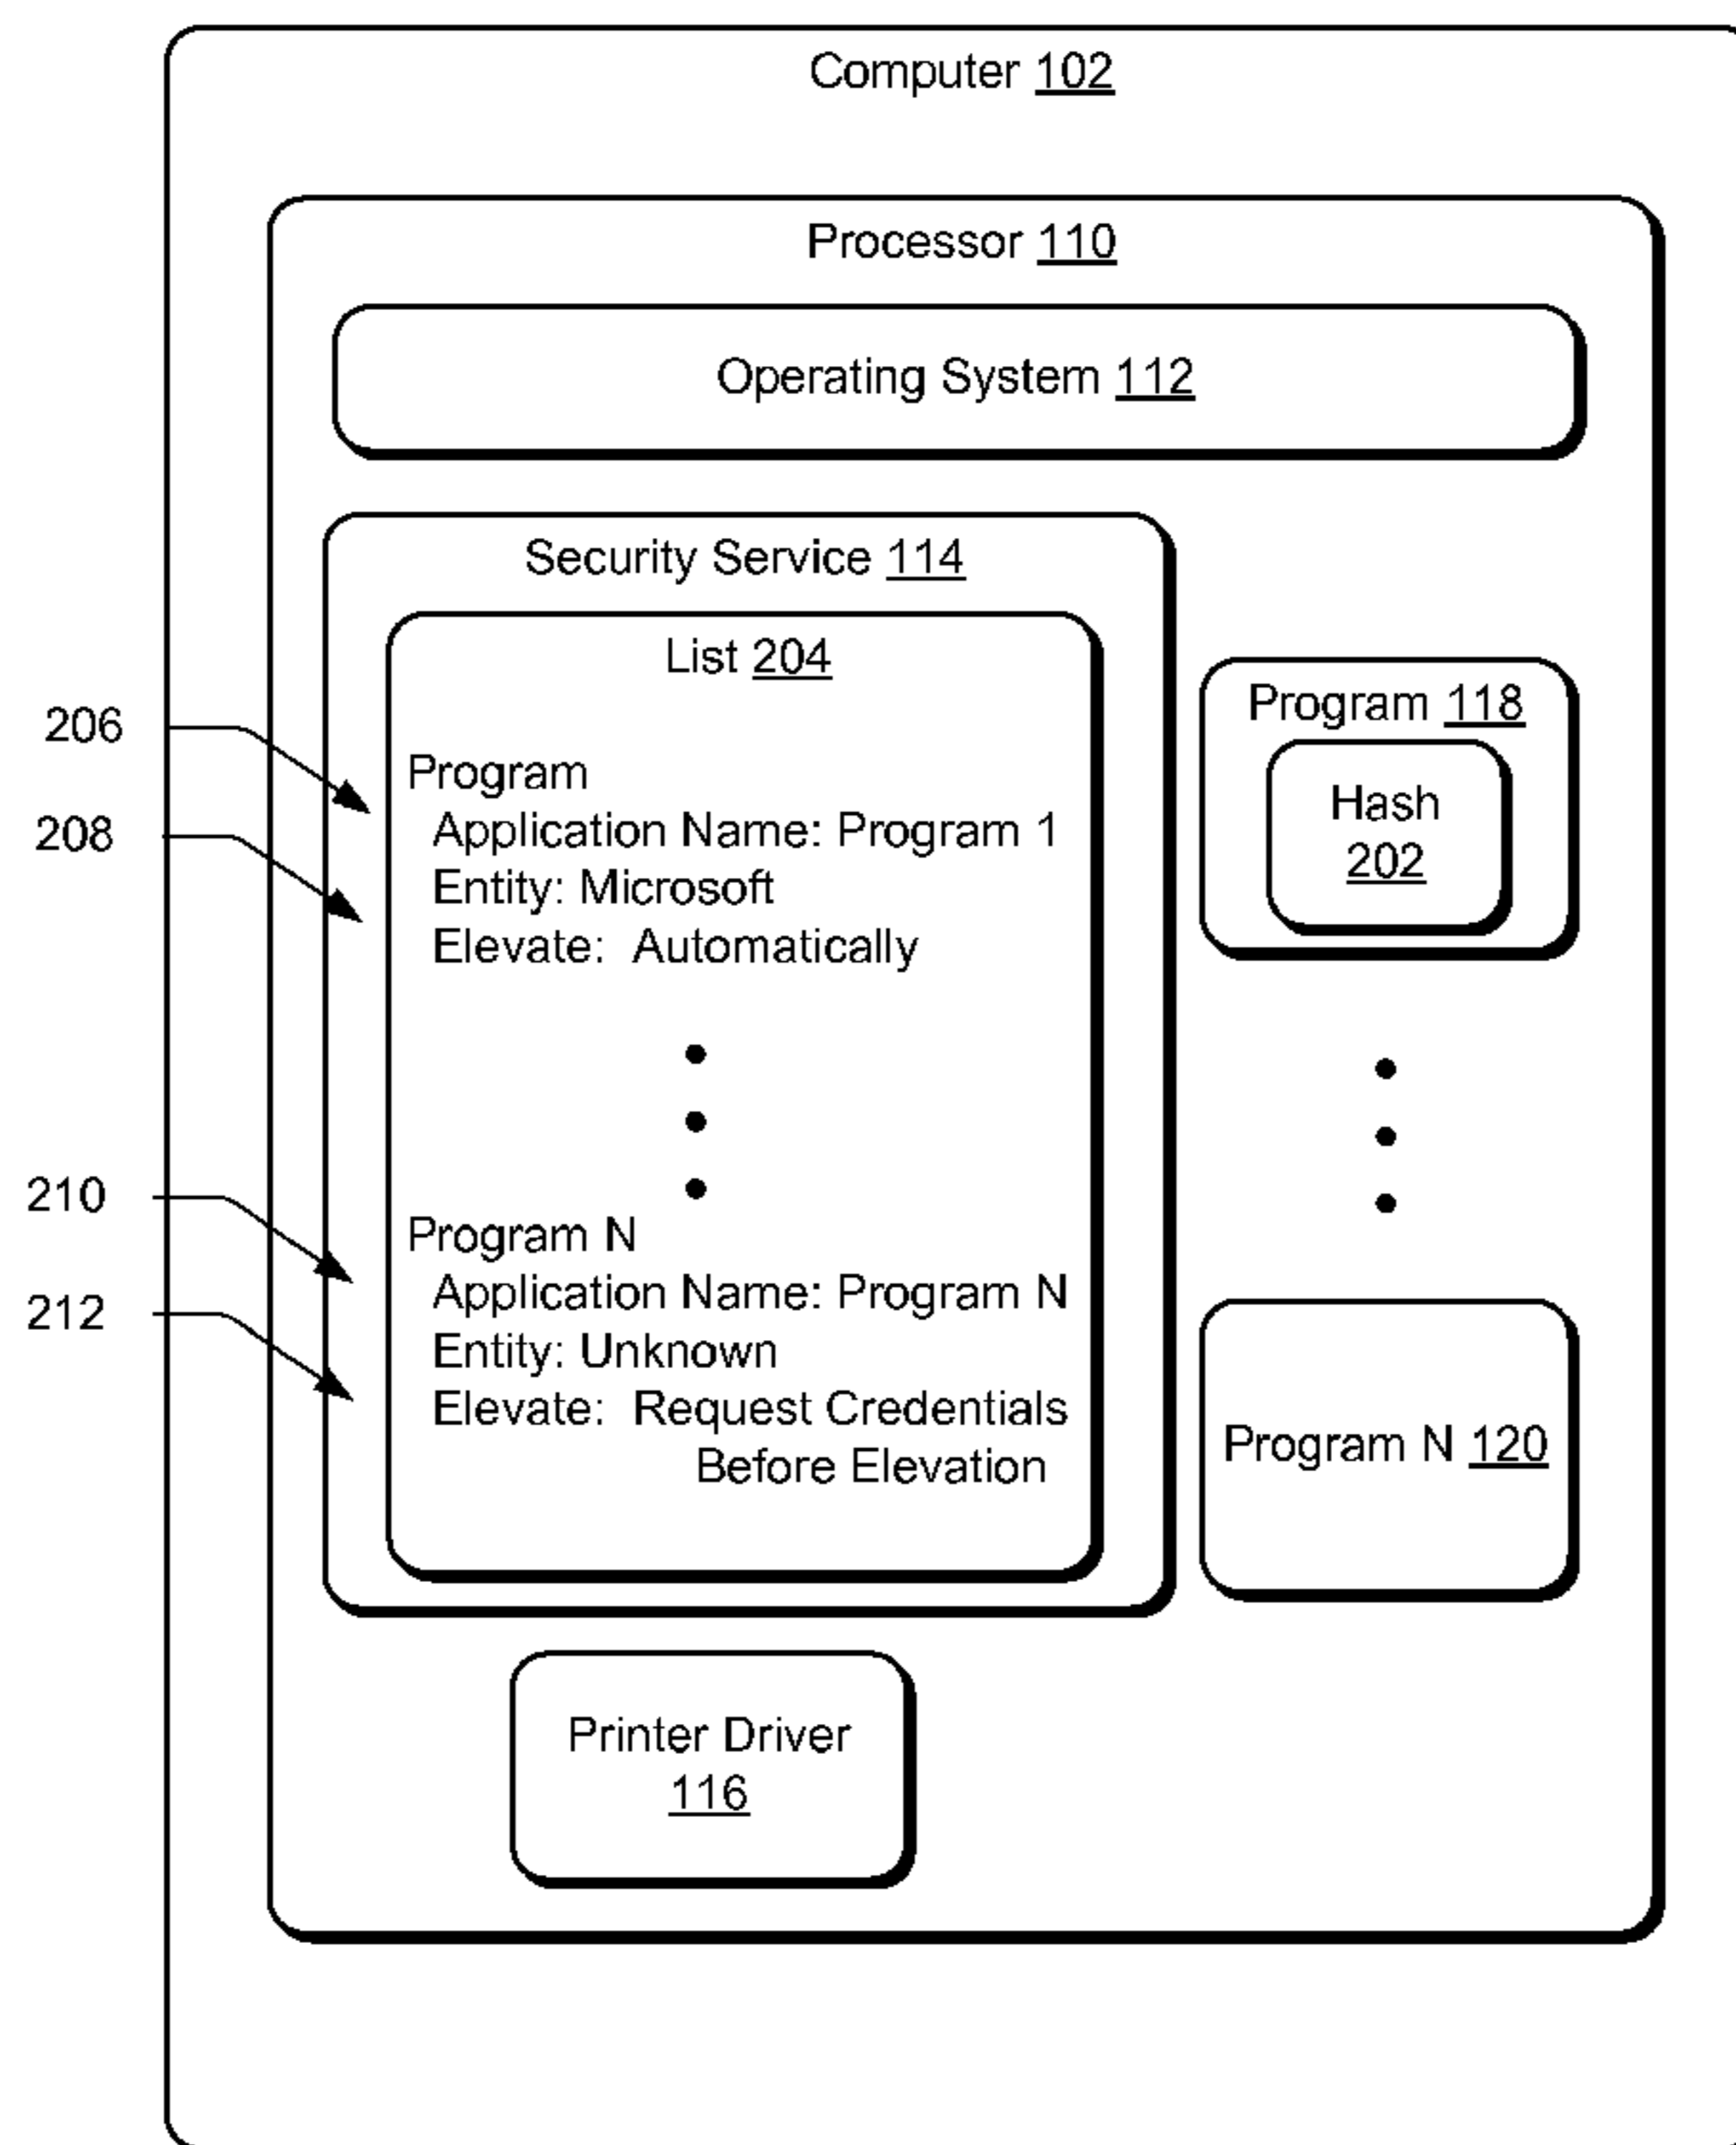 Computer 102
Processor 110
Operating System 112
Security Service 114
List 204
206
208
Program
Application Name: Program 1
Entity: Microsoft
Elevate: Automatically
210
212
Program N
Application Name: Program N
Entity: Unknown
Elevate: Request Credentials
Before Elevation
Program 118
Hash
202
Program N 120
Printer Driver
116